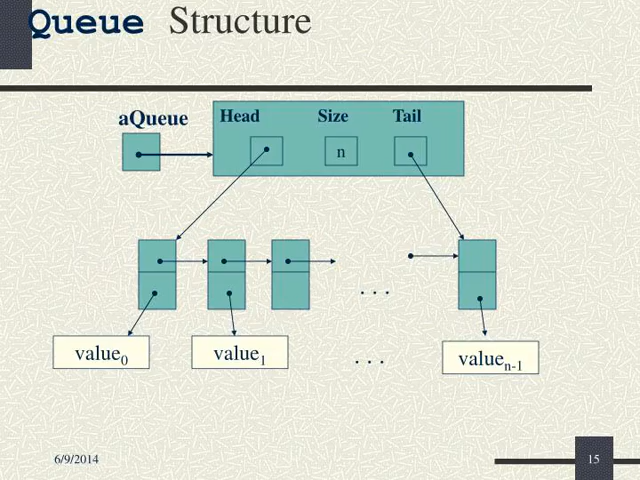 Queue Structure
aQueue
Head Size Tail
n
. . .
value0 value1 . . . valuen-1
6/9/2014 15